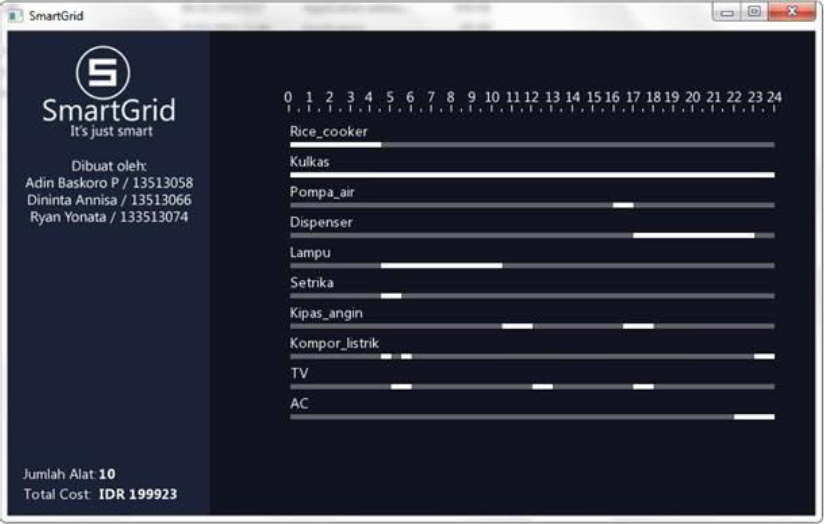 SmartGrid
SmartGrid
It's just smart
Dibuat oleh:
Adin Baskoro P / 13513058
Dininta Annisa / 13513066
Ryan Yonata / 133513074
Jumlah Alat: 10
Total Cost: IDR 199923
0 1 2 3 4 5 6 7 8 9 10 11 12 13 14 15 16 17 18 19 20 21 22 23 24
Rice_cooker
Kulkas
Pompa_air
Dispenser
Lampu
Setrika
Kipas_angin
Kompor_listrik
TV
AC